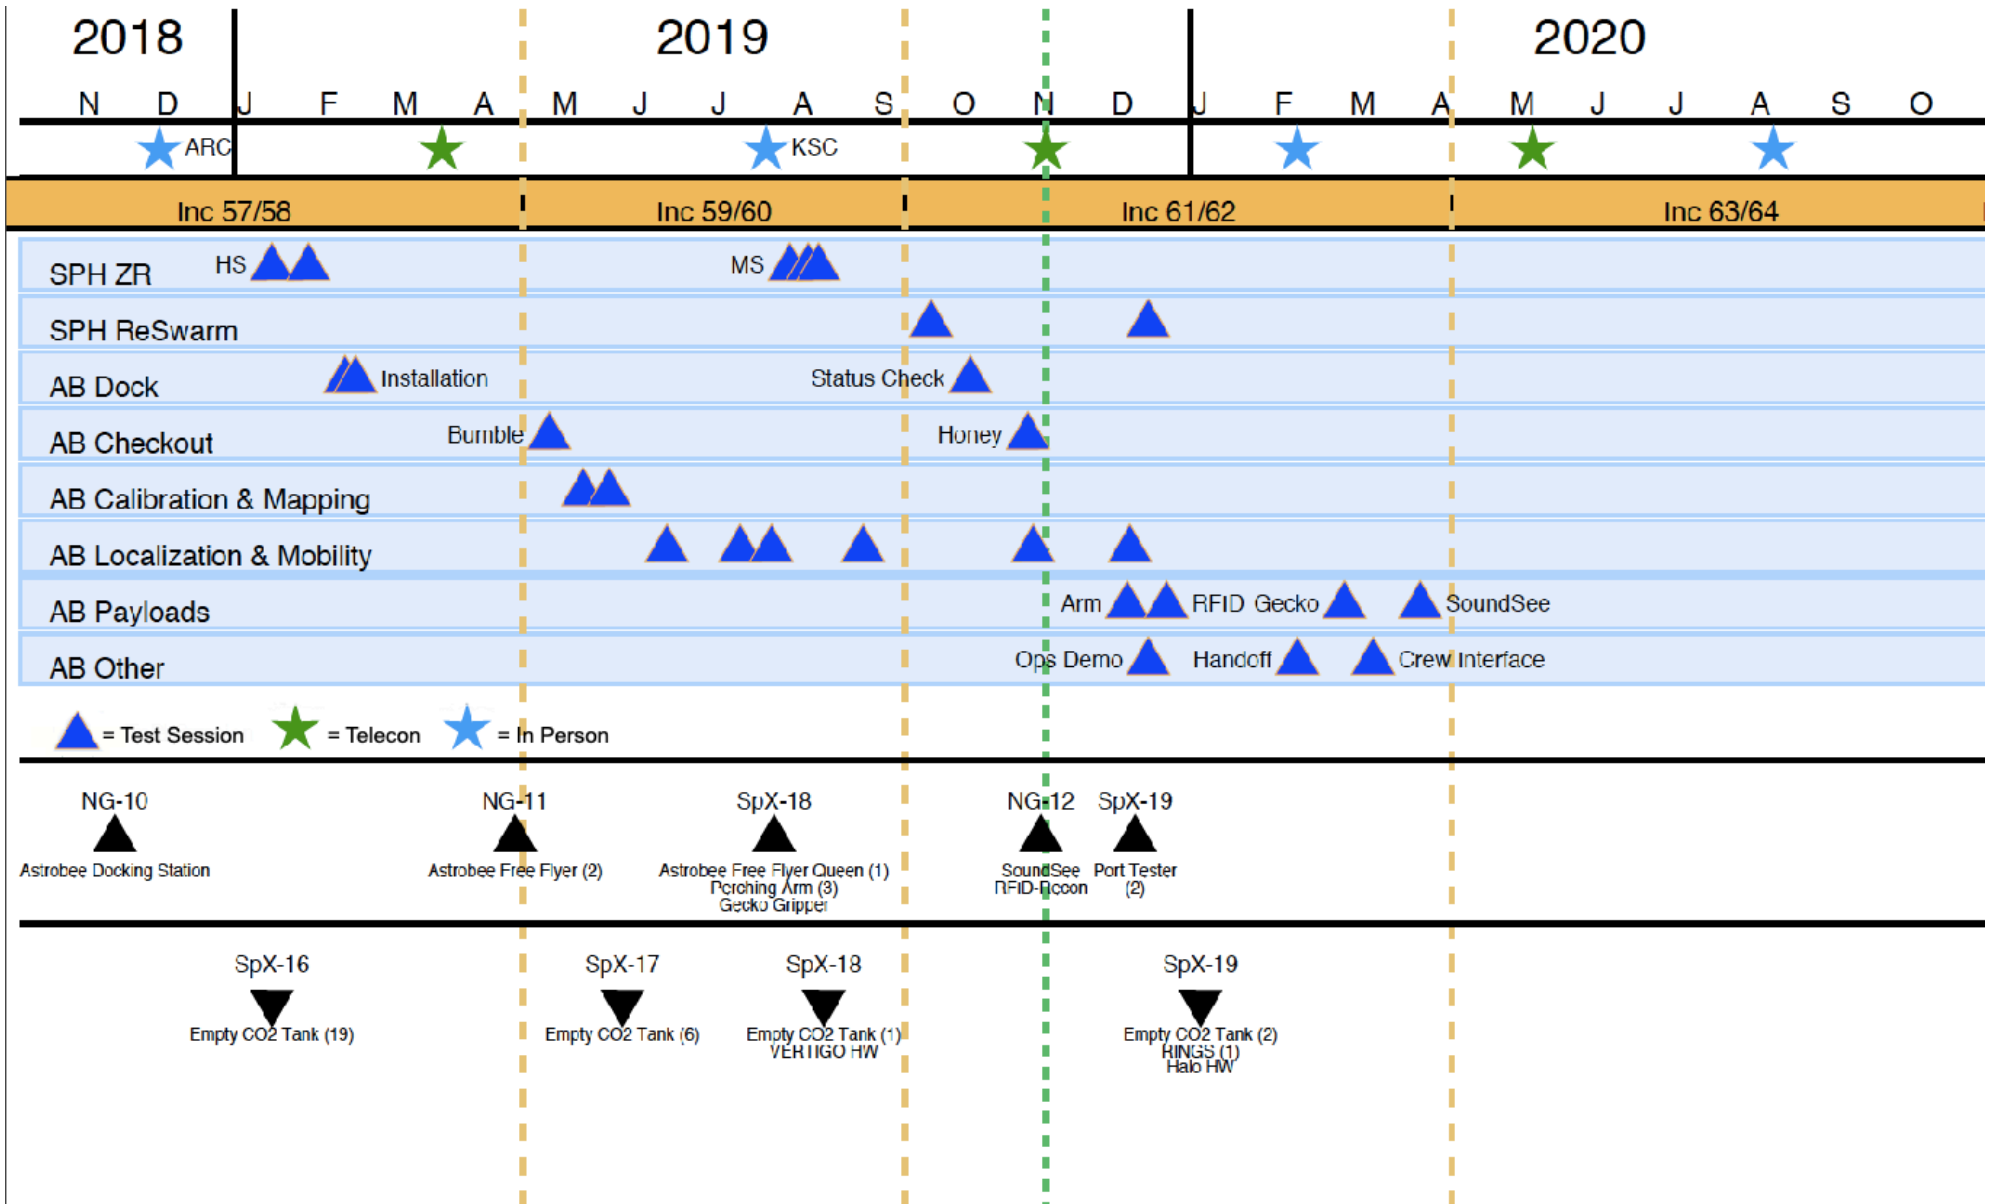 2018 2019 2020
N D J F M A M J J A S O N D J F M A M J J A S O
ARC KSC
Inc 57/58 Inc 59/60 Inc 61/62 Inc 63/64
SPH ZR HS MS
SPH ReSwarm
AB Dock Installation Status Check
AB Checkout Bumble Honey
AB Calibration & Mapping
AB Localization & Mobility
AB Payloads Arm RFID Gecko SoundSee
AB Other Ops Demo Handoff Crew Interface
= Test Session = Telecon = In Person
NG-10 NG-11 SpX-18 NG-12 SpX-19
Astrobee Docking Station Astrobee Free Flyer (2) Astrobee Free Flyer Queen (1) SoundSee Port Tester
Perching Arm (3) RFID-Recon (2)
Gecko Gripper
SpX-16 SpX-17 SpX-18 SpX-19
Empty CO2 Tank (19) Empty CO2 Tank (6) Empty CO2 Tank (1) Empty CO2 Tank (2)
VERTIGO HW RINGS (1)
Halo HW